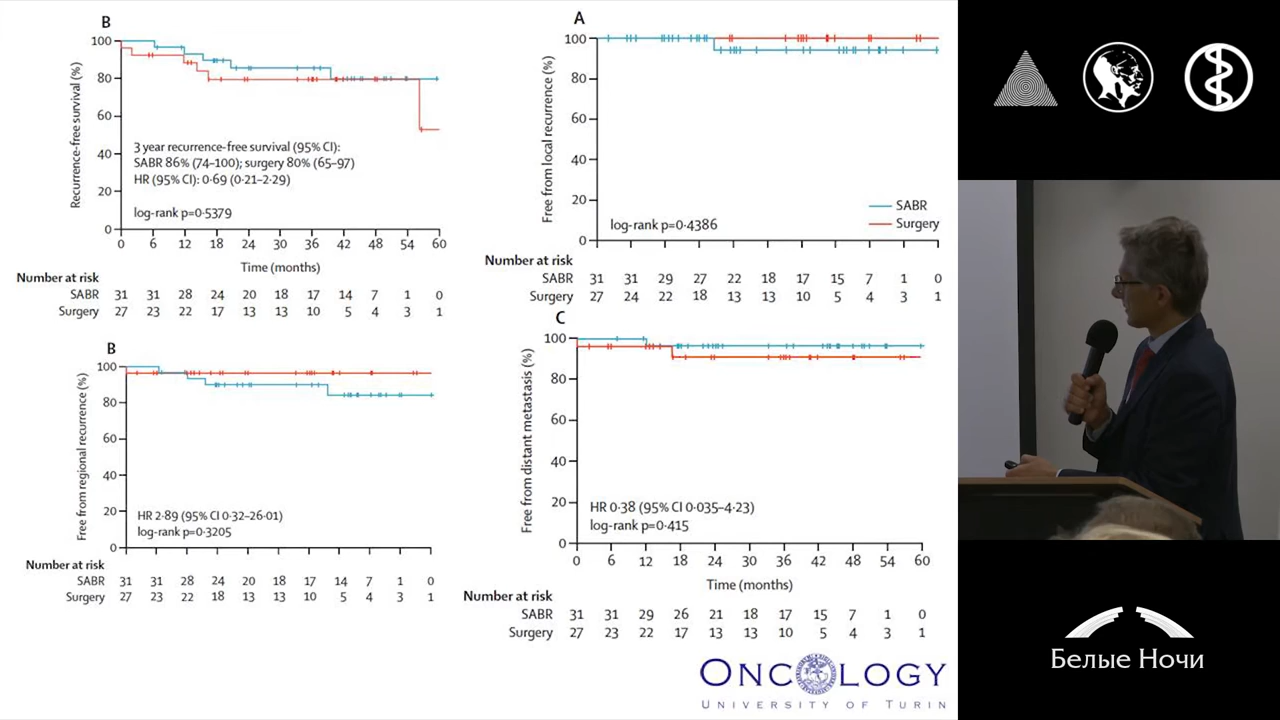 B
100
80
60
40
20
0
Recurrence-free survival (%)
3 year recurrence-free survival (95% CI):
SABR 86% (74–100); surgery 80% (65–97)
HR (95% CI): 0·69 (0·21–2·29)
log-rank p=0·5379
0 6 12 18 24 30 36 42 48 54 60
Time (months)
Number at risk
SABR 31 31 28 24 20 18 17 14 7 1 0
Surgery 27 23 22 17 13 13 10 5 4 3 1
A
100
80
60
40
20
0
Free from local recurrence (%)
SABR
Surgery
log-rank p=0·4386
Number at risk
SABR 31 31 29 27 22 18 17 15 7 1 0
Surgery 27 24 22 18 13 13 10 5 4 3 1
B
100
80
60
40
20
0
Free from regional recurrence (%)
HR 2·89 (95% CI 0·32–26·01)
log-rank p=0·3205
Number at risk
SABR 31 31 28 24 20 18 17 14 7 1 0
Surgery 27 23 22 18 13 13 10 5 4 3 1
C
100
80
60
40
20
0
Free from distant metastasis (%)
HR 0·38 (95% CI 0·035–4·23)
log-rank p=0·415
0 6 12 18 24 30 36 42 48 54 60
Time (months)
Number at risk
SABR 31 31 29 26 21 18 17 15 7 1 0
Surgery 27 23 22 17 13 13 10 5 4 3 1
ONCOLOGY
UNIVERSITY OF TURIN
Белые Ночи